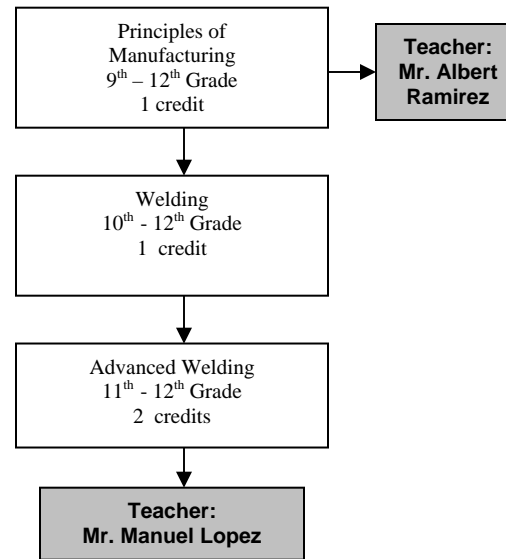 Principles of
Manufacturing
9th – 12th Grade
1 credit
Teacher:
Mr. Albert
Ramirez
Welding
10th - 12th Grade
1 credit
Advanced Welding
11th - 12th Grade
2 credits
Teacher:
Mr. Manuel Lopez